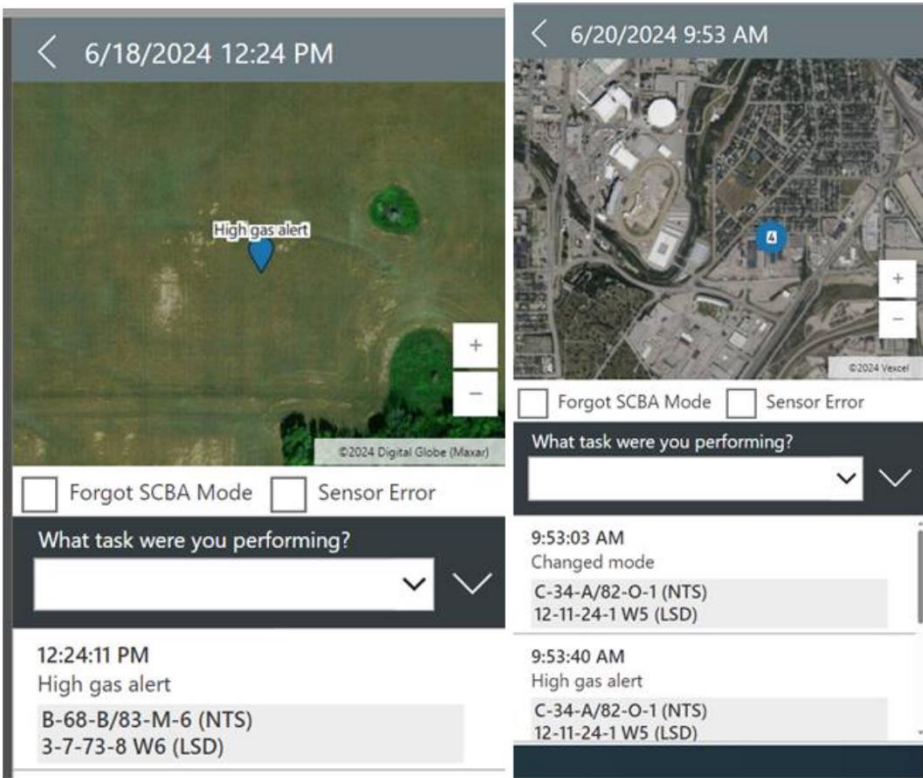 6/18/2024 12:24 PM
High gas alert
+
−
©2024 Digital Globe (Maxar)
Forgot SCBA Mode
Sensor Error
What task were you performing?
12:24:11 PM
High gas alert
B-68-B/83-M-6 (NTS)
3-7-73-8 W6 (LSD)
6/20/2024 9:53 AM
4
+
−
©2024 Vexcel
Forgot SCBA Mode
Sensor Error
What task were you performing?
9:53:03 AM
Changed mode
C-34-A/82-O-1 (NTS)
12-11-24-1 W5 (LSD)
9:53:40 AM
High gas alert
C-34-A/82-O-1 (NTS)
12-11-24-1 W5 (LSD)